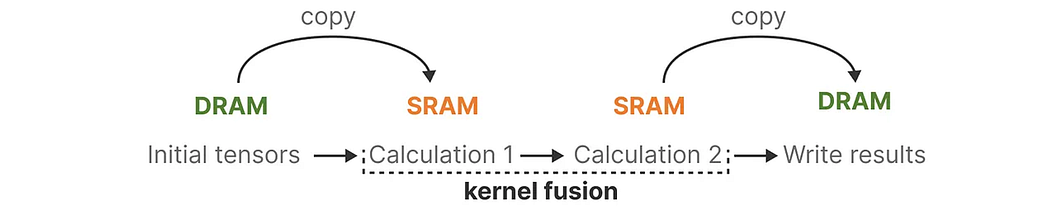 copy copy
DRAM SRAM SRAM DRAM
Initial tensors Calculation 1 Calculation 2 Write results
kernel fusion